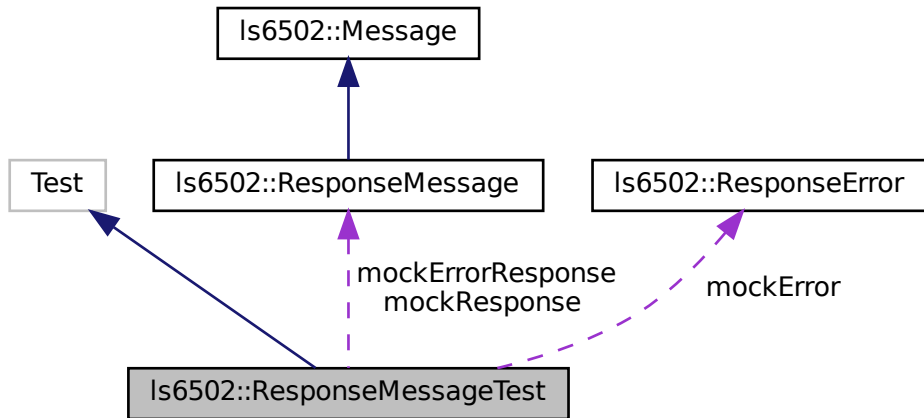 ls6502::Message
Test
ls6502::ResponseMessage
ls6502::ResponseError
mockErrorResponse
mockResponse
mockError
ls6502::ResponseMessageTest